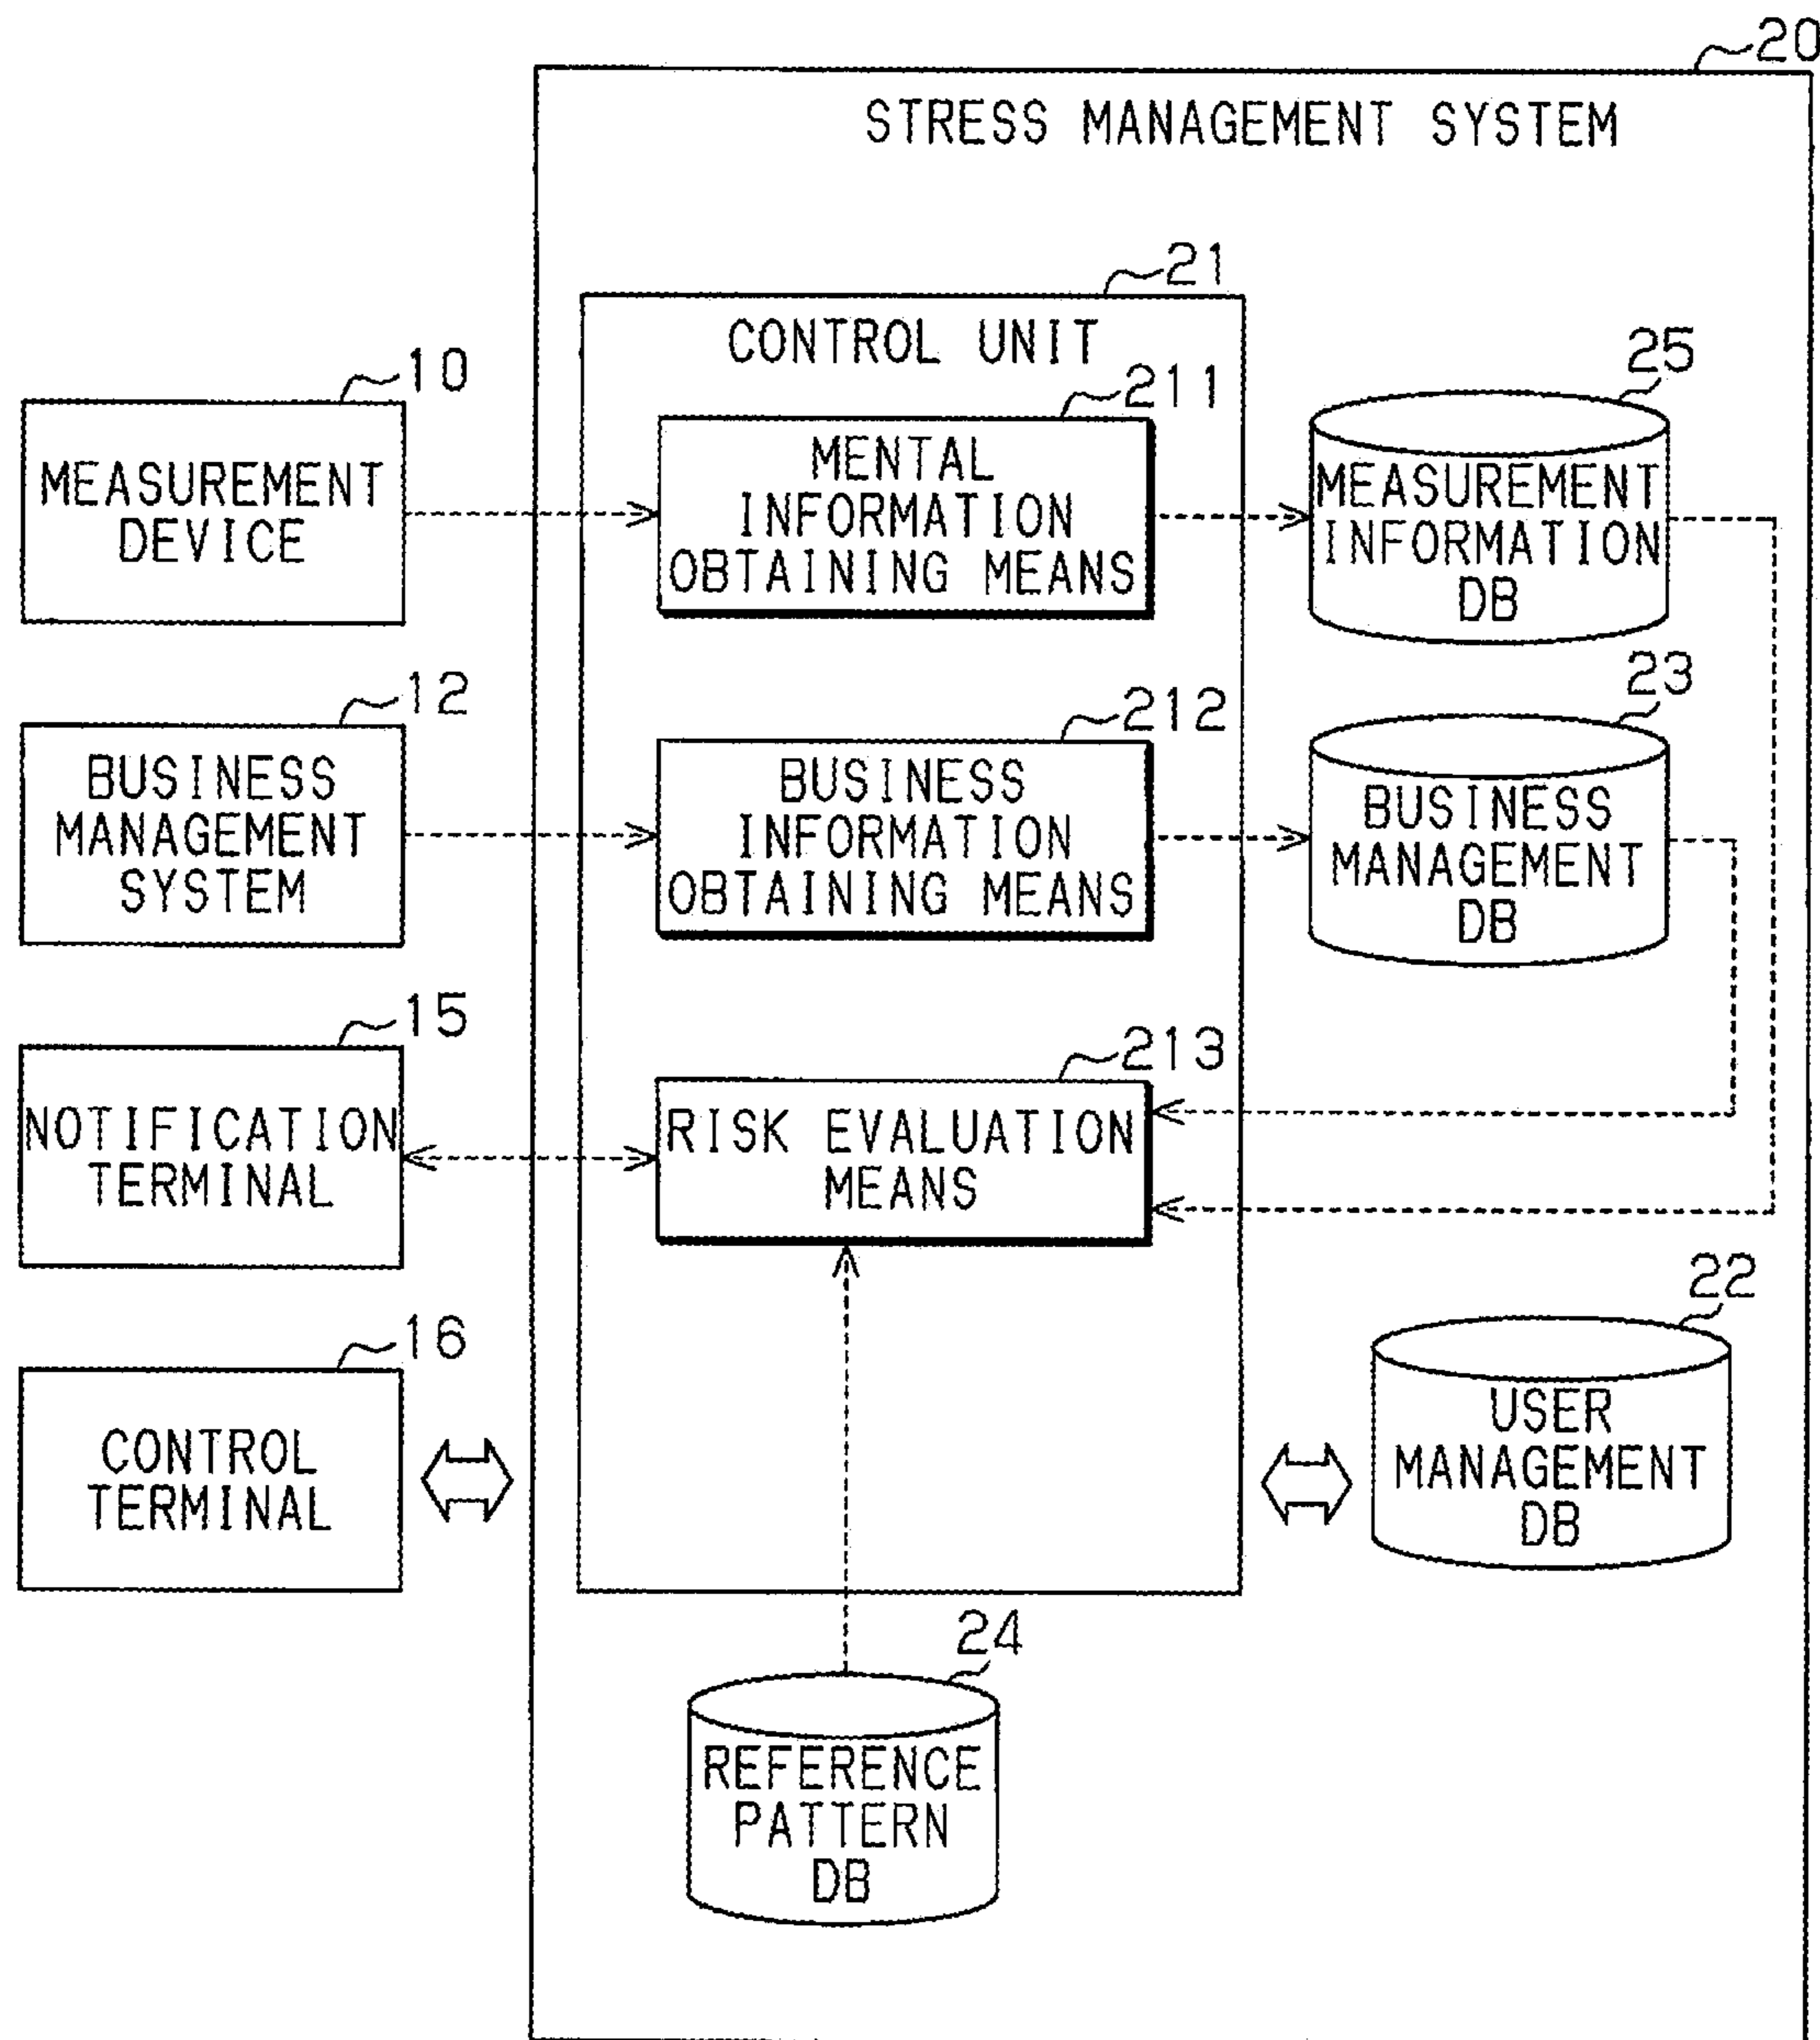 20
STRESS MANAGEMENT SYSTEM
21
CONTROL UNIT
10
MEASUREMENT
DEVICE
211
MENTAL
INFORMATION
OBTAINING MEANS
25
MEASUREMENT
INFORMATION
DB
12
BUSINESS
MANAGEMENT
SYSTEM
212
BUSINESS
INFORMATION
OBTAINING MEANS
23
BUSINESS
MANAGEMENT
DB
15
NOTIFICATION
TERMINAL
213
RISK EVALUATION
MEANS
16
CONTROL
TERMINAL
22
USER
MANAGEMENT
DB
24
REFERENCE
PATTERN
DB